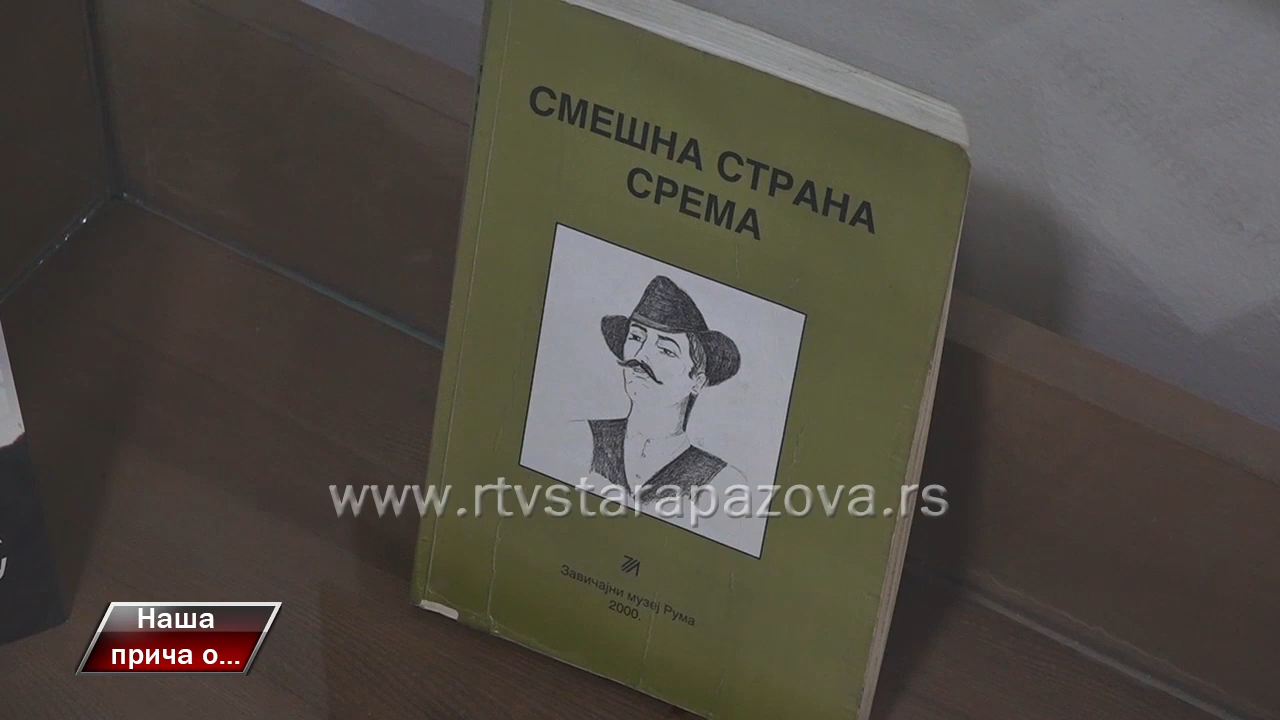 СМЕШНА СТРАНА
СРЕМА
www.rtvstarapazova.rs
Завичајни музеј Рума
2000.
Наша
прича о...